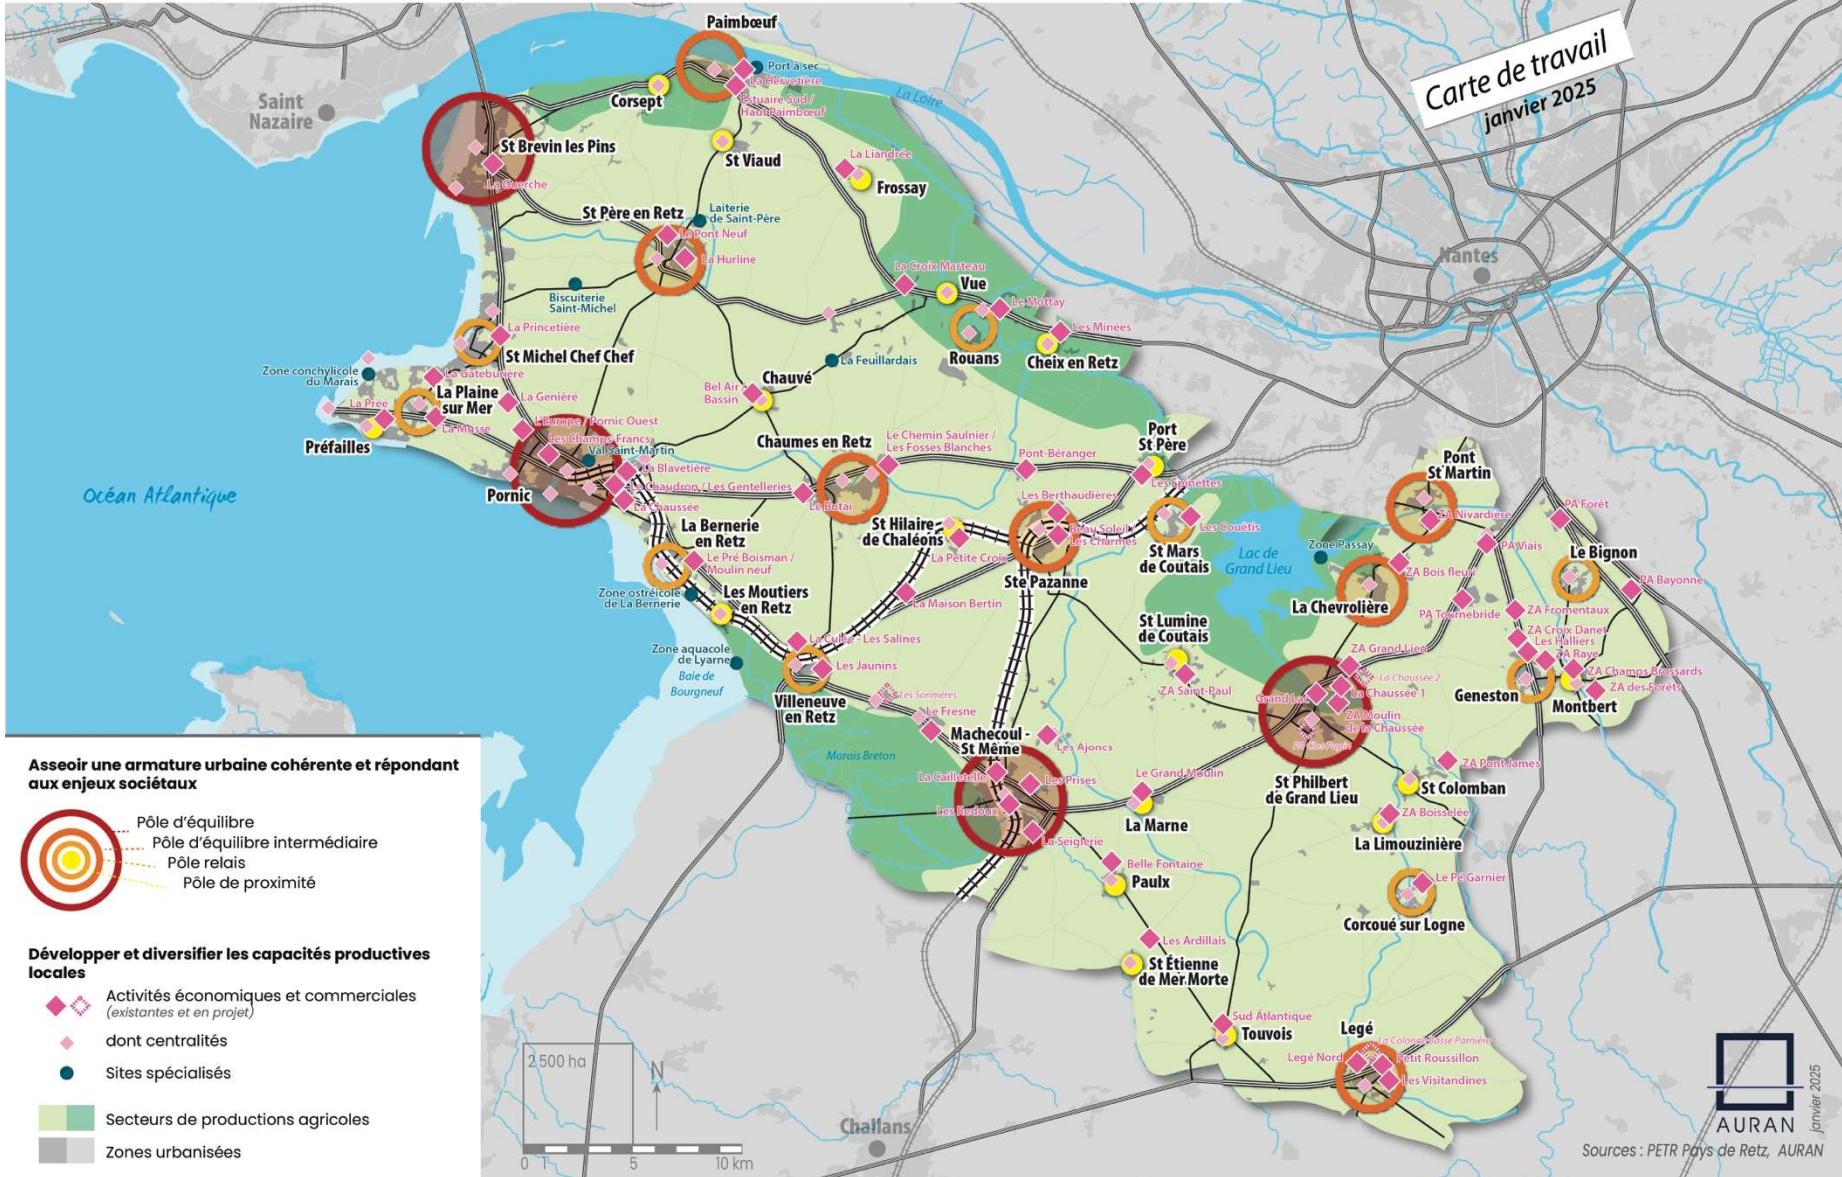 Carte de travail
janvier 2025
Paimbœuf
Port à sec
La Hervetière
Estuaire Sud /
Haut Paimbœuf
La Loire
Saint
Nazaire
Corsept
St Brevin les Pins
La Guerche
St Viaud
La Liandrée
Frossay
St Père en Retz
Laiterie
de Saint-Père
Le Pont Neuf
La Hurline
Nantes
La Croix Marteau
Vue
Biscuiterie
Saint-Michel
Le Mottay
La Princetière
Les Minées
St Michel Chef Chef
Rouans
Cheix en Retz
La Feuillardais
Zone conchylicole
du Marais
La Gateburière
Chauvé
Bel Air
Bassin
La Plaine
sur Mer
La Genière
La Prée
La Musse
L'Europe / Pornic Ouest
Préfailles
Les Champs Francs
Val Saint-Martin
Chaumes en Retz
Le Chemin Saulnier /
Les Fosses Blanches
Port
St Père
Pont-Béranger
Pont
St Martin
La Blavetière
Les Epinettes
Océan Atlantique
Pornic
Le Chaudron / Les Gentelleries
La Chaussée
Le Butai
Les Berthaudières
ZA Nivardière
PA Forêt
La Bernerie
en Retz
St Hilaire
de Chaléons
Beau Soleil
Les Charmes
Les Couëtis
PA Viais
Le Bignon
Le Pré Boisman /
Moulin neuf
La Petite Croix
St Mars
de Coutais
Lac de
Grand Lieu
Zone Passay
ZA Bois fleuri
Ste Pazanne
PA Bayonne
Zone ostréicole
de La Bernerie
Les Moutiers
en Retz
La Maison Bertin
La Chevrolière
PA Tournebride
ZA Fromentaux
St Lumine
de Coutais
ZA Croix Danet
Les Halliers
La Culée - Les Salines
Zone aquacole
de Lyarne
Les Jaunins
ZA Grand Lieu
ZA Raye
ZA Champs Brossards
Baie de
Bourgneuf
ZA Saint-Paul
La Chaussée 2
Grand Lac
La Chaussée 1
ZA des Forêts
Villeneuve
en Retz
Les Sorinières
Geneston
Montbert
Le Fresne
ZA Moulin
de la Chaussée
Machecoul -
St Même
Les Ajoncs
PA Clos Papin
Marais Breton
ZA Pont James
La Cailletelle
Les Prises
Le Grand Moulin
St Philbert
de Grand Lieu
St Colomban
Les Redoux
La Marne
ZA Boisselée
La Seiglerie
La Limouzinière
Belle Fontaine
Paulx
Le Pé Garnier
Corcoué sur Logne
Les Ardillais
St Étienne
de Mer Morte
Sud Atlantique
Touvois
Legé
Legé Nord
Petit Roussillon
Les Visitandines
Challans
Asseoir une armature urbaine cohérente et répondant
aux enjeux sociétaux
Pôle d'équilibre
Pôle d'équilibre intermédiaire
Pôle relais
Pôle de proximité
Développer et diversifier les capacités productives
locales
Activités économiques et commerciales
(existantes et en projet)
dont centralités
Sites spécialisés
Secteurs de productions agricoles
Zones urbanisées
2 500 ha
N
0 1 5 10 km
AURAN
janvier 2025
Sources : PETR Pays de Retz, AURAN